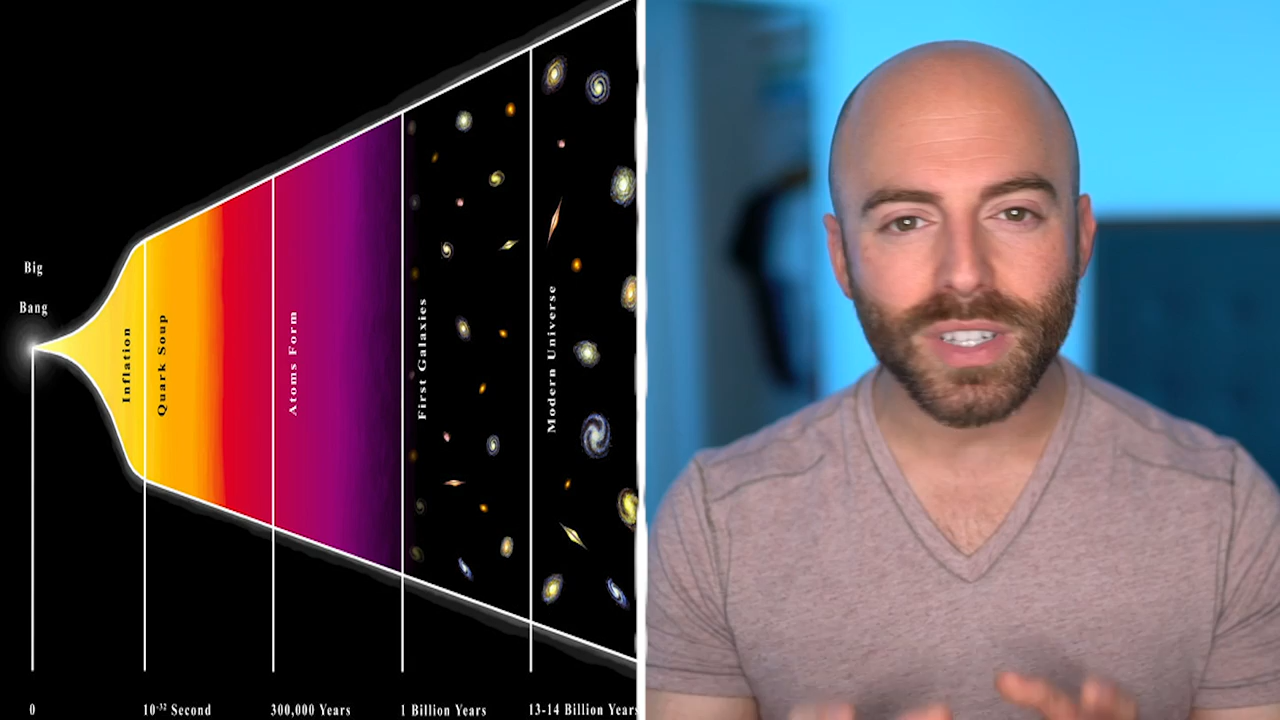 Big
Bang
Inflation
Quark Soup
Atoms Form
First Galaxies
Modern Universe
0
10⁻³² Second
300,000 Years
1 Billion Years
13-14 Billion Years